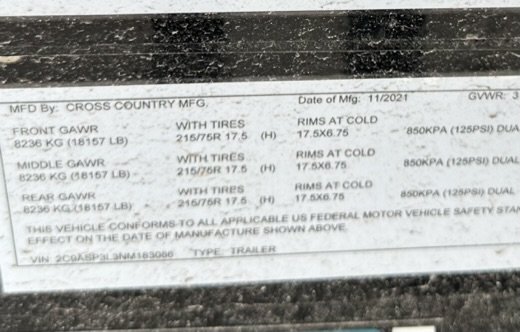 MFD By: CROSS COUNTRY MFG. Date of Mfg: 11/2021 GVWR: 3
FRONT GAWR WITH TIRES RIMS AT COLD
8236 KG (18157 LB) 215/75R 17.5 (H) 17.5X6.75 850KPA (125PSI) DUA
MIDDLE GAWR WITH TIRES RIMS AT COLD
8236 KG (18157 LB) 215/75R 17.5 (H) 17.5X6.75 850KPA (125PSI) DUAL
REAR GAWR WITH TIRES RIMS AT COLD
8236 KG (18157 LB) 215/75R 17.5 (H) 17.5X6.75 850KPA (125PSI) DUAL
THIS VEHICLE CONFORMS TO ALL APPLICABLE US FEDERAL MOTOR VEHICLE SAFETY STAN
EFFECT ON THE DATE OF MANUFACTURE SHOWN ABOVE
VIN: TYPE: TRAILER